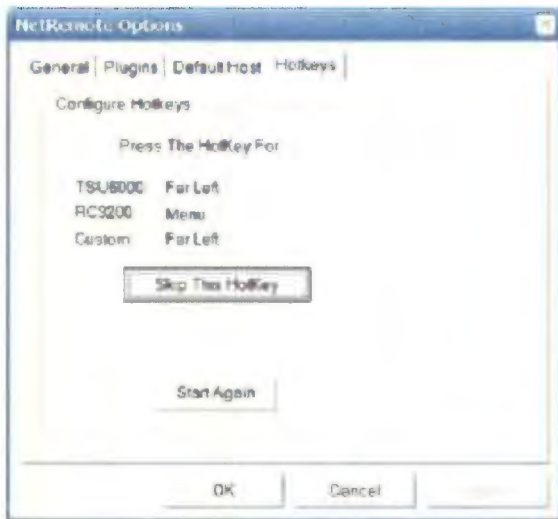 NetRemote Options
General Plugins Default Host Hotkeys
Configure Hotkeys
Press The HotKey For
TSU6000 Far Left
RC9200 Menu
Custom Far Left
Skip This HotKey
Start Again
OK Cancel